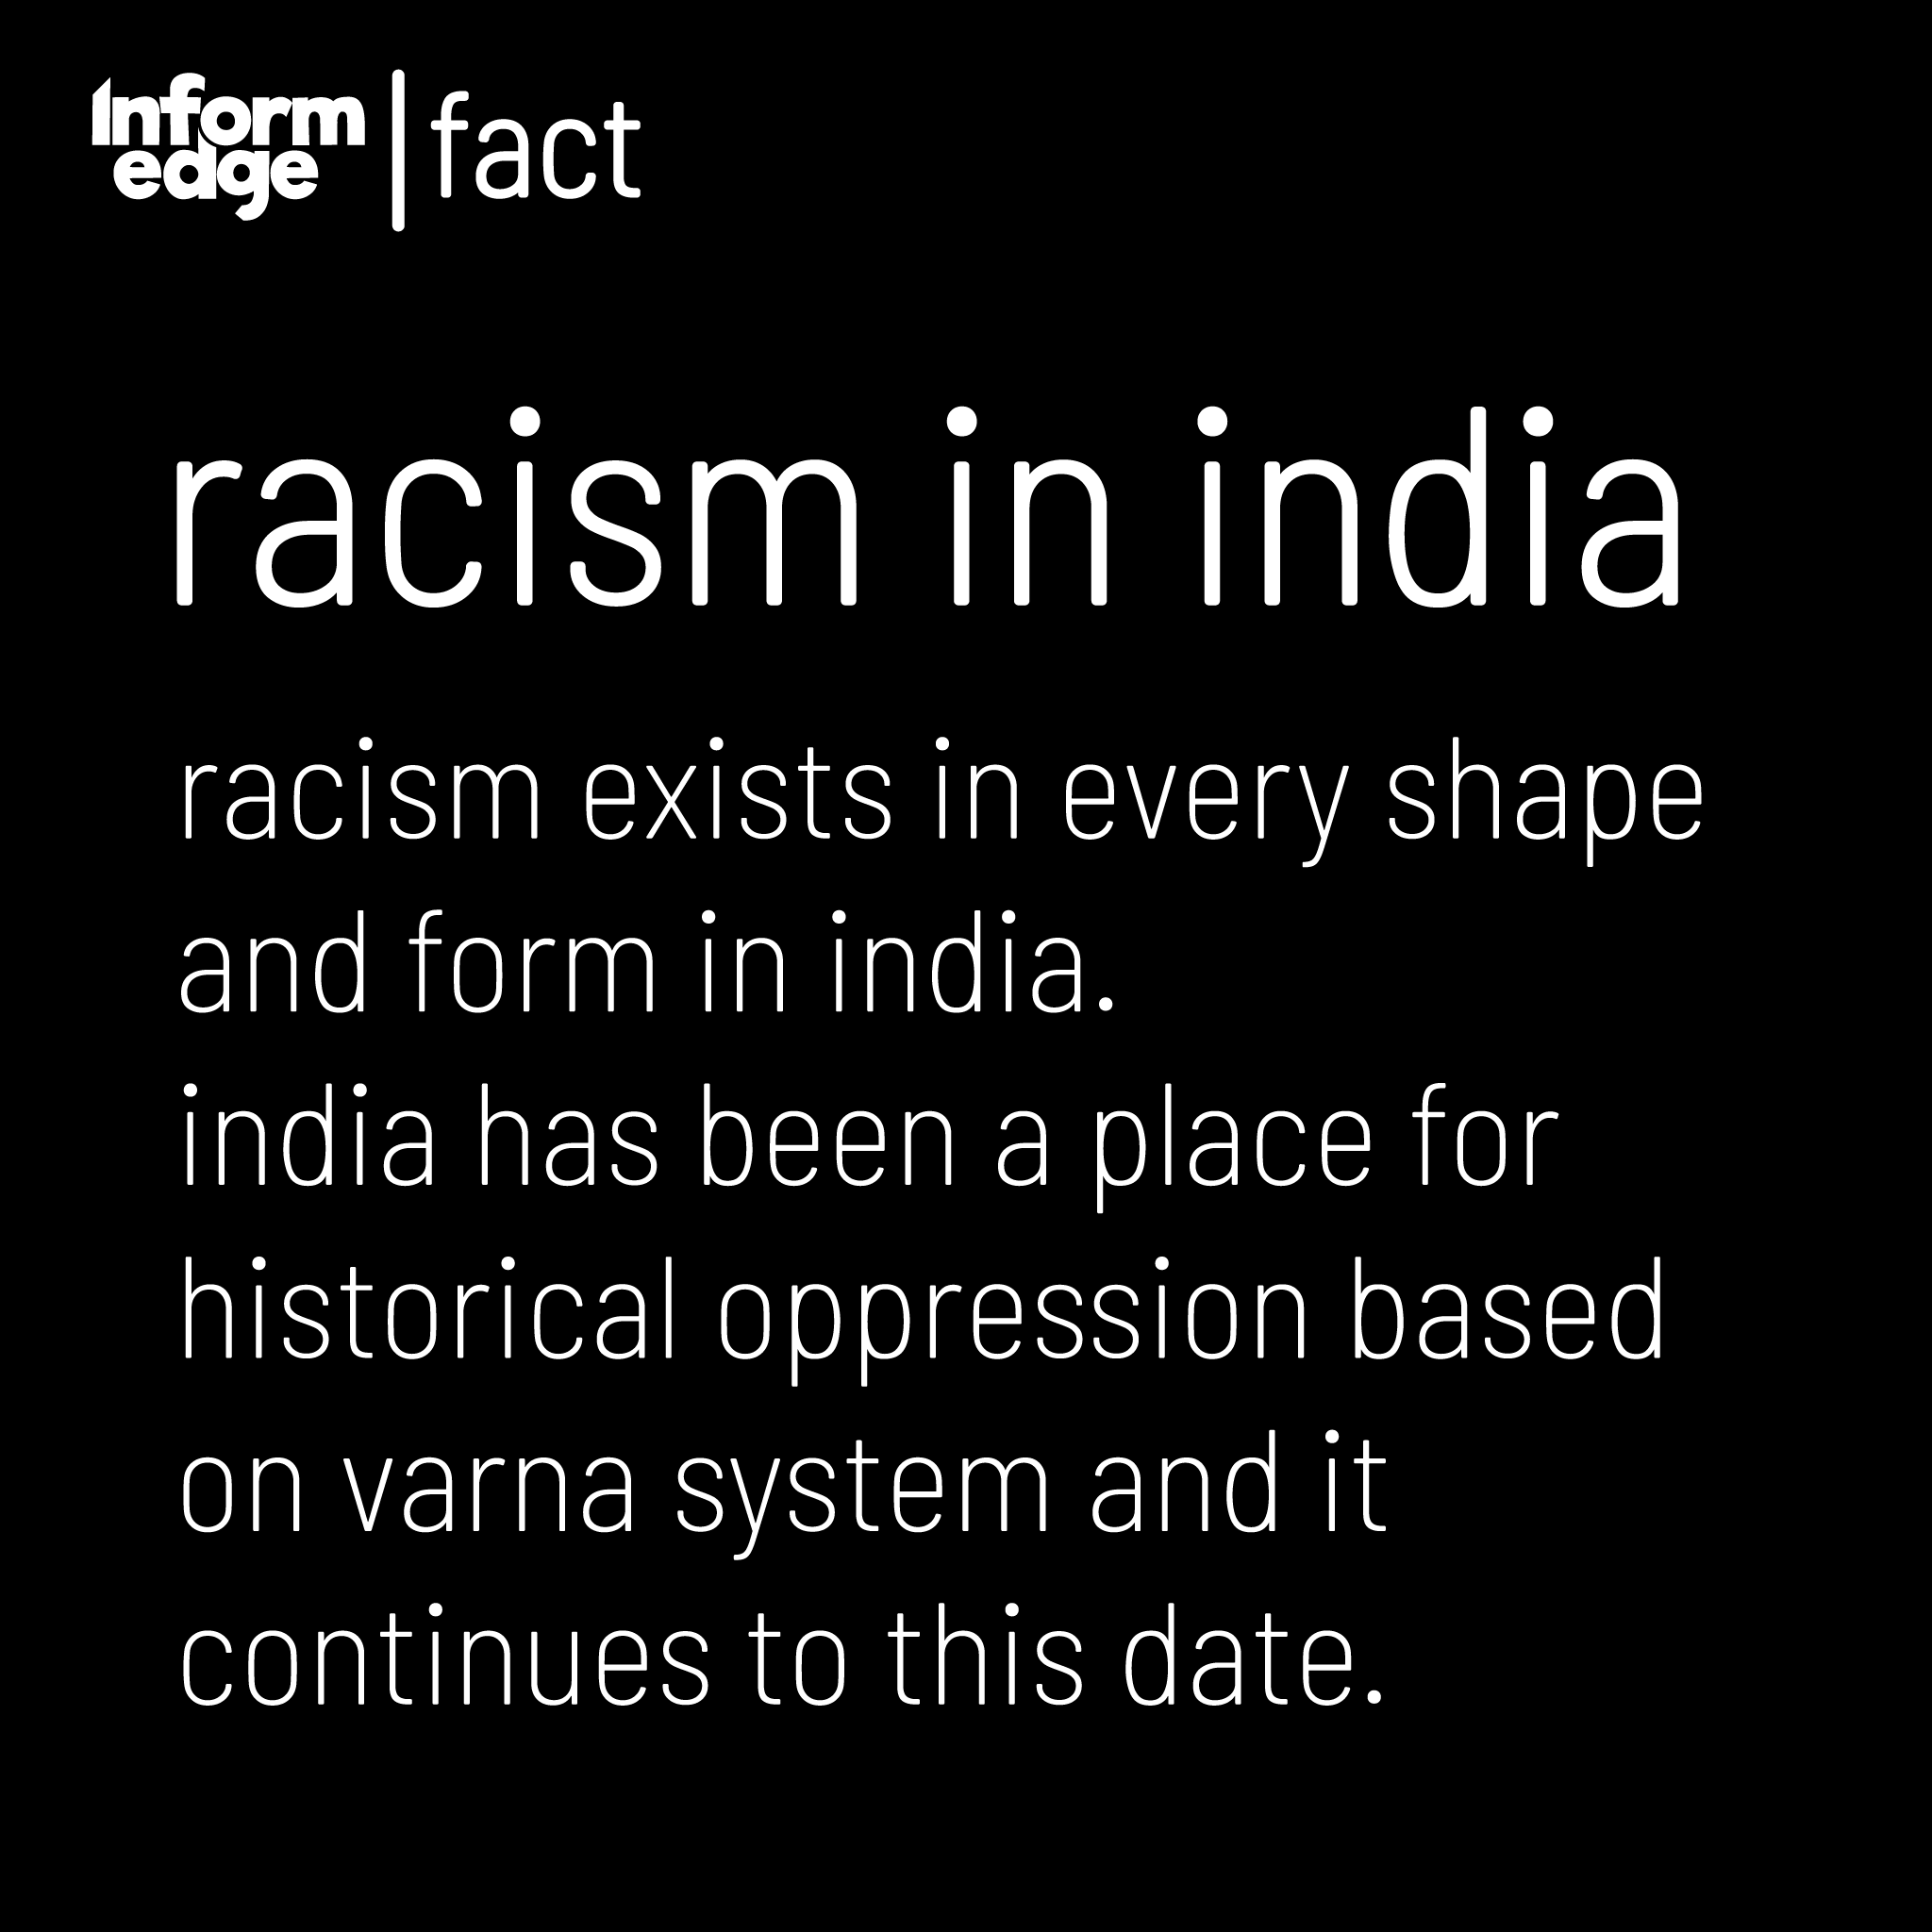 Inform
edge
fact
racism in india
racism exists in every shape
and form in india.
india has been a place for
historical oppression based
on varna system and it
continues to this date.